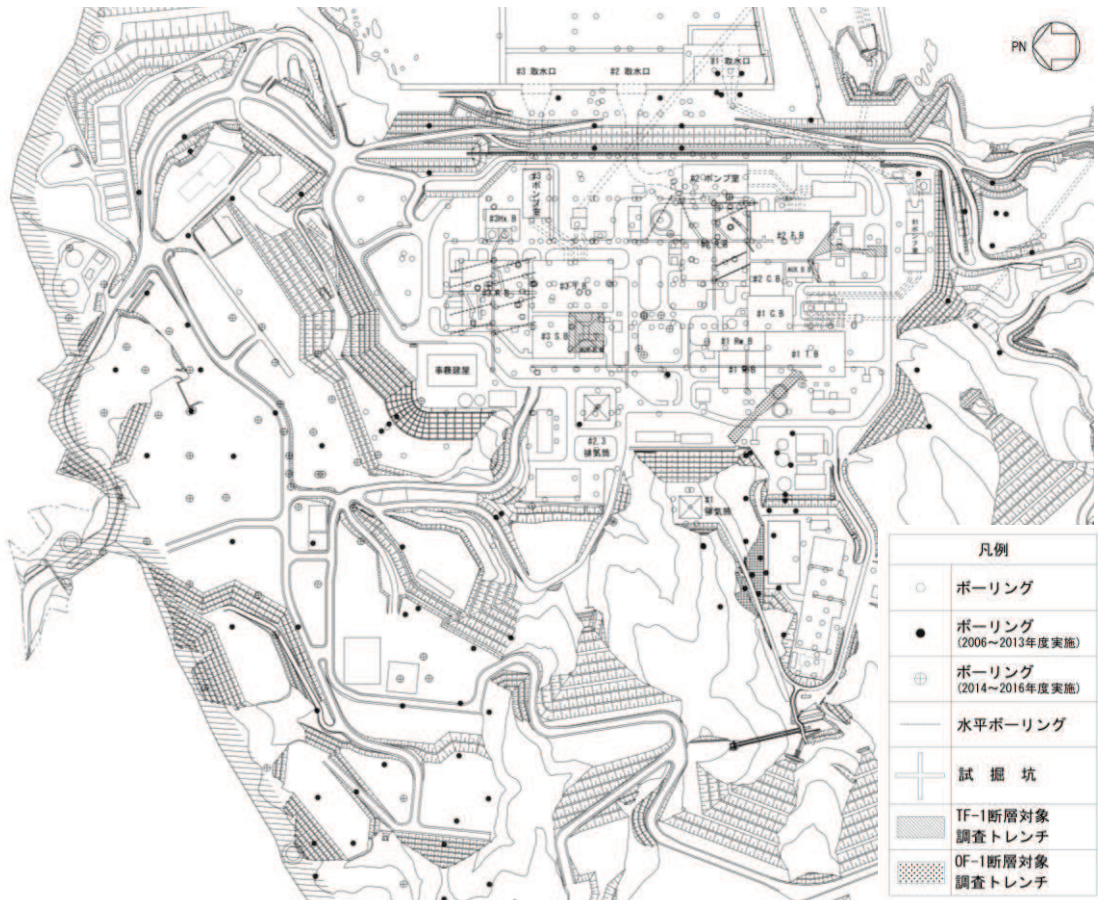 PN
#3 取水口
#2 取水口
#1 取水口
#2 ポンプ室
#3
ポンプ室
#3Hx.B
#2 T.B
#3 R.B
#3 T.B
#2 C.B
#1 C.B
#3 S.B
#1 Rw.B
#1 T.B
#1 R.B
事務建屋
#2,3
排気筒
#1
排気筒
凡例
ボーリング
ボーリング
(2006～2013年度実施)
ボーリング
(2014～2016年度実施)
水平ボーリング
試 掘 坑
TF-1断層対象
調査トレンチ
OF-1断層対象
調査トレンチ